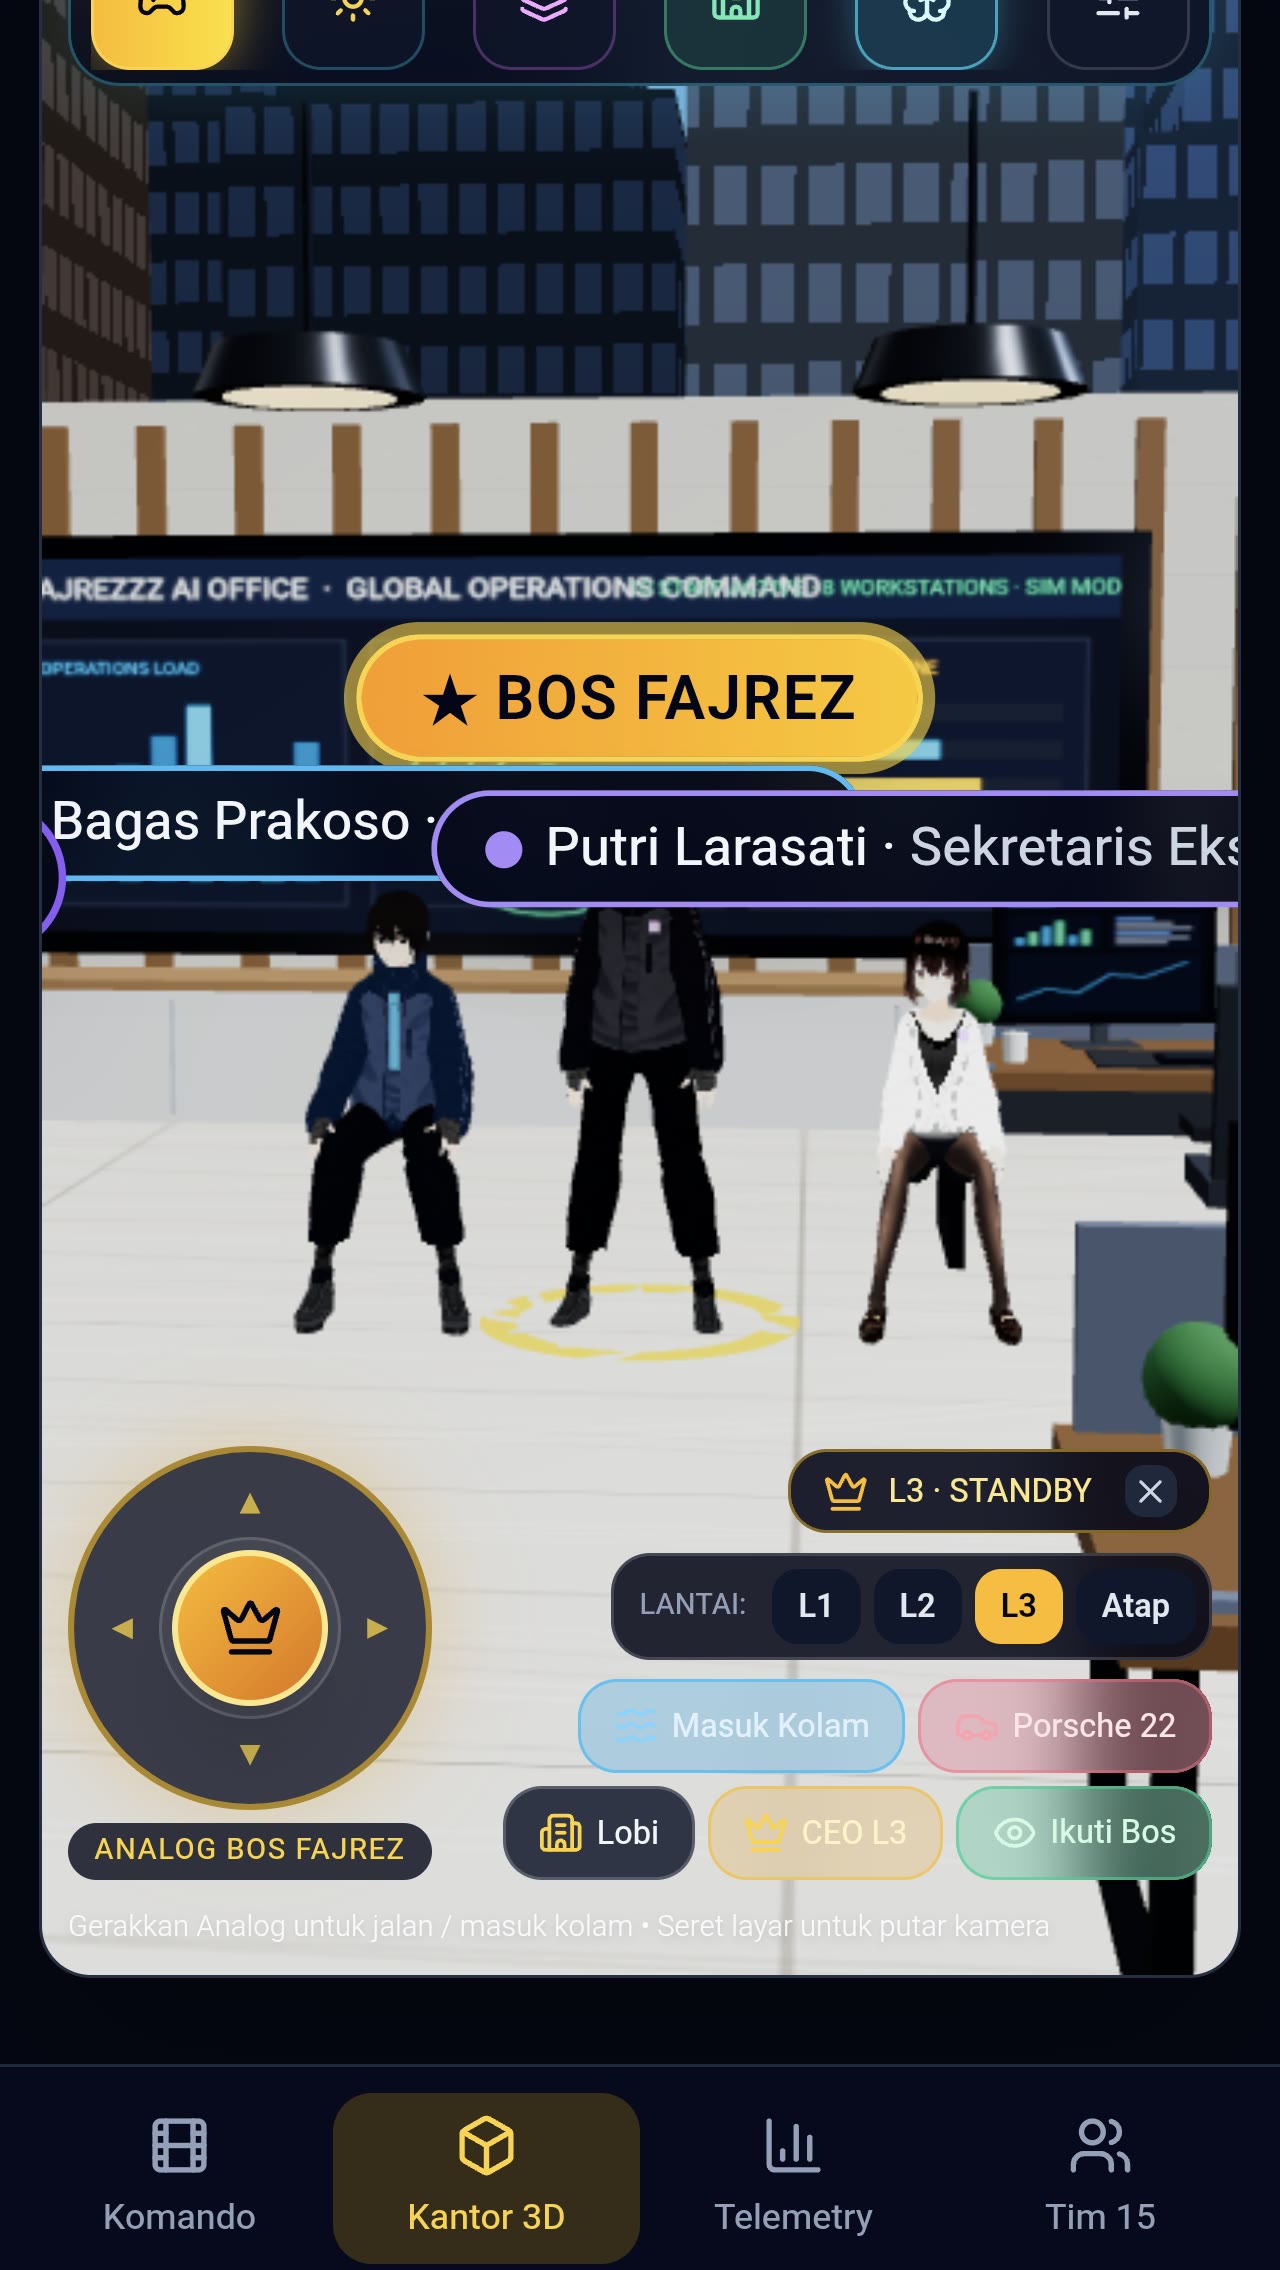 AJREZZZ AI OFFICE · GLOBAL OPERATIONS COMMAND
8 WORKSTATIONS · SIM MOD
OPERATIONS LOAD
★ BOS FAJREZ
Bagas Prakoso ·
Putri Larasati · Sekretaris Eks
L3 · STANDBY
LANTAI: L1 L2 L3 Atap
Masuk Kolam Porsche 22
Lobi CEO L3 Ikuti Bos
ANALOG BOS FAJREZ
Gerakkan Analog untuk jalan / masuk kolam • Seret layar untuk putar kamera
Komando Kantor 3D Telemetry Tim 15